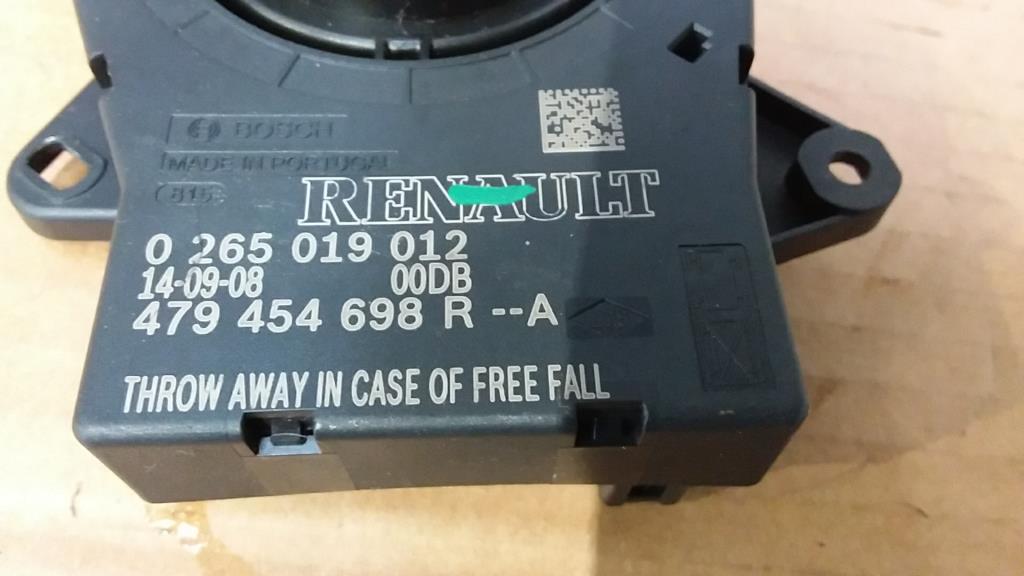 BOSCH
MADE IN PORTUGAL
815
RENAULT
0 265 019 012
14-09-08 00DB
479 454 698 R --A
THROW AWAY IN CASE OF FREE FALL